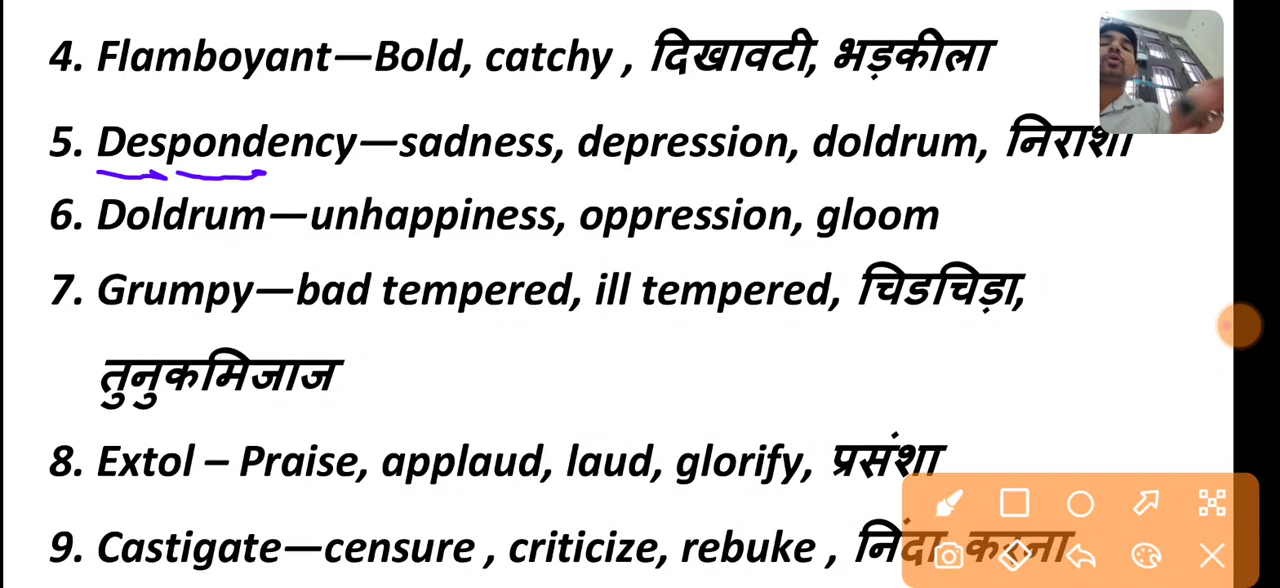 4. Flamboyant—Bold, catchy , दिखावटी, भड़कीला
5. Despondency—sadness, depression, doldrum, निराशा
6. Doldrum—unhappiness, oppression, gloom
7. Grumpy—bad tempered, ill tempered, चिडचिड़ा,
तुनुकमिजाज
8. Extol – Praise, applaud, laud, glorify, प्रसंशा
9. Castigate—censure , criticize, rebuke , निंदा करना